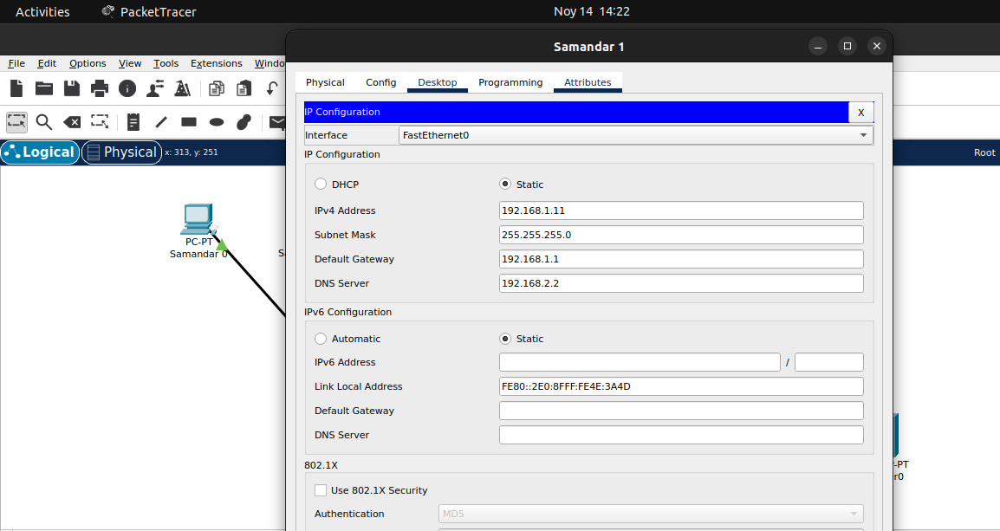 Activities PacketTracer Noy 14 14:22
Samandar 1
File Edit Options View Tools Extensions Windo
Physical Config Desktop Programming Attributes
IP Configuration X
Interface FastEthernet0
IP Configuration
Logical Physical x: 313, y: 251 Root
DHCP Static
IPv4 Address 192.168.1.11
Subnet Mask 255.255.255.0
Default Gateway 192.168.1.1
DNS Server 192.168.2.2
PC-PT
Samandar 0
S
IPv6 Configuration
Automatic Static
IPv6 Address /
Link Local Address FE80::2E0:8FFF:FE4E:3A4D
Default Gateway
DNS Server
802.1X
-PT
r0
Use 802.1X Security
Authentication MD5